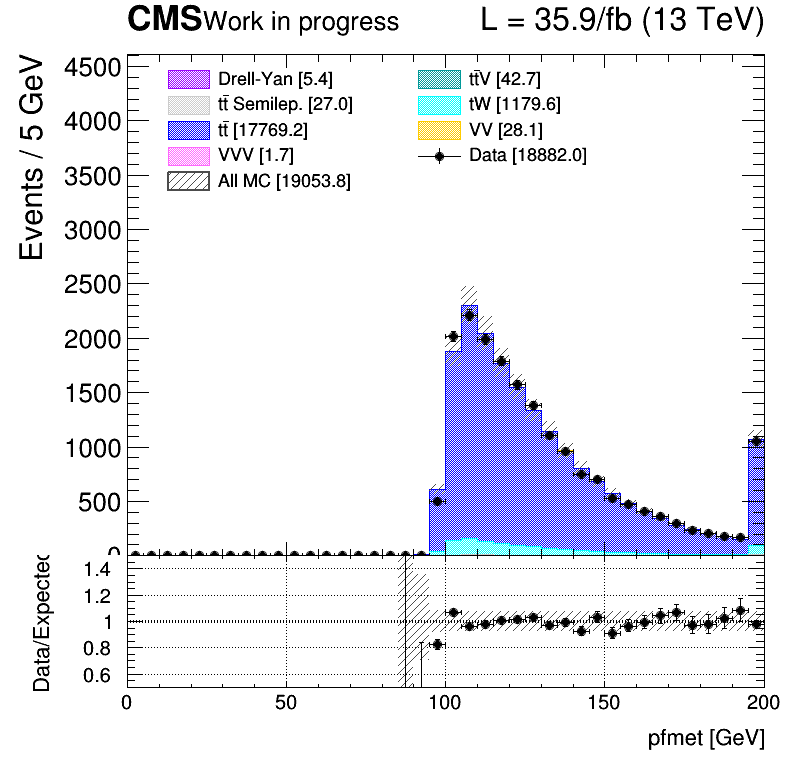 CMS Work in progress L = 35.9/fb (13 TeV)
Events / 5 GeV
4500
4000
3500
3000
2500
2000
1500
1000
500
0
Drell-Yan [5.4]
tt̄ Semilep. [27.0]
tt̄ [17769.2]
VVV [1.7]
All MC [19053.8]
tt̄V [42.7]
tW [1179.6]
VV [28.1]
Data [18882.0]
Data/Expected
1.4
1.2
1
0.8
0.6
0 50 100 150 200
pfmet [GeV]